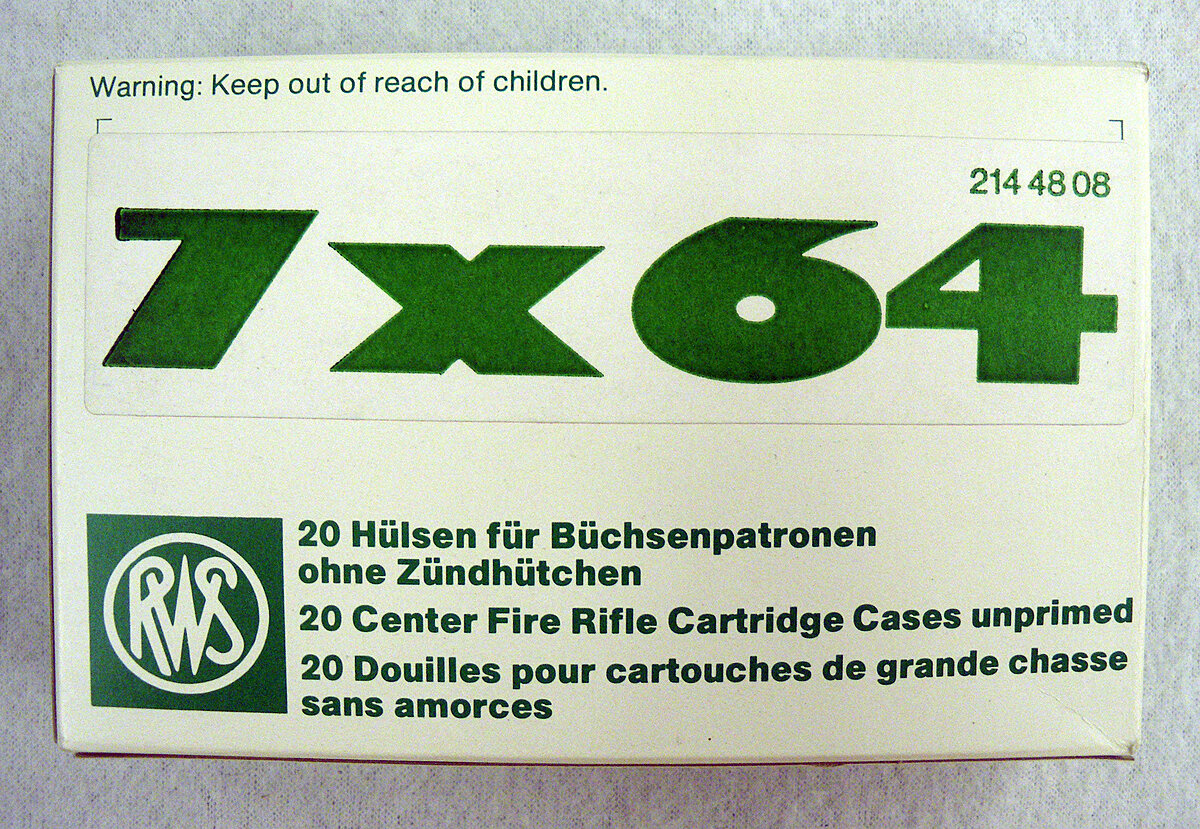 Warning: Keep out of reach of children.
214 48 08
7x64
RWS
20 Hülsen für Büchsenpatronen
ohne Zündhütchen
20 Center Fire Rifle Cartridge Cases unprimed
20 Douilles pour cartouches de grande chasse
sans amorces